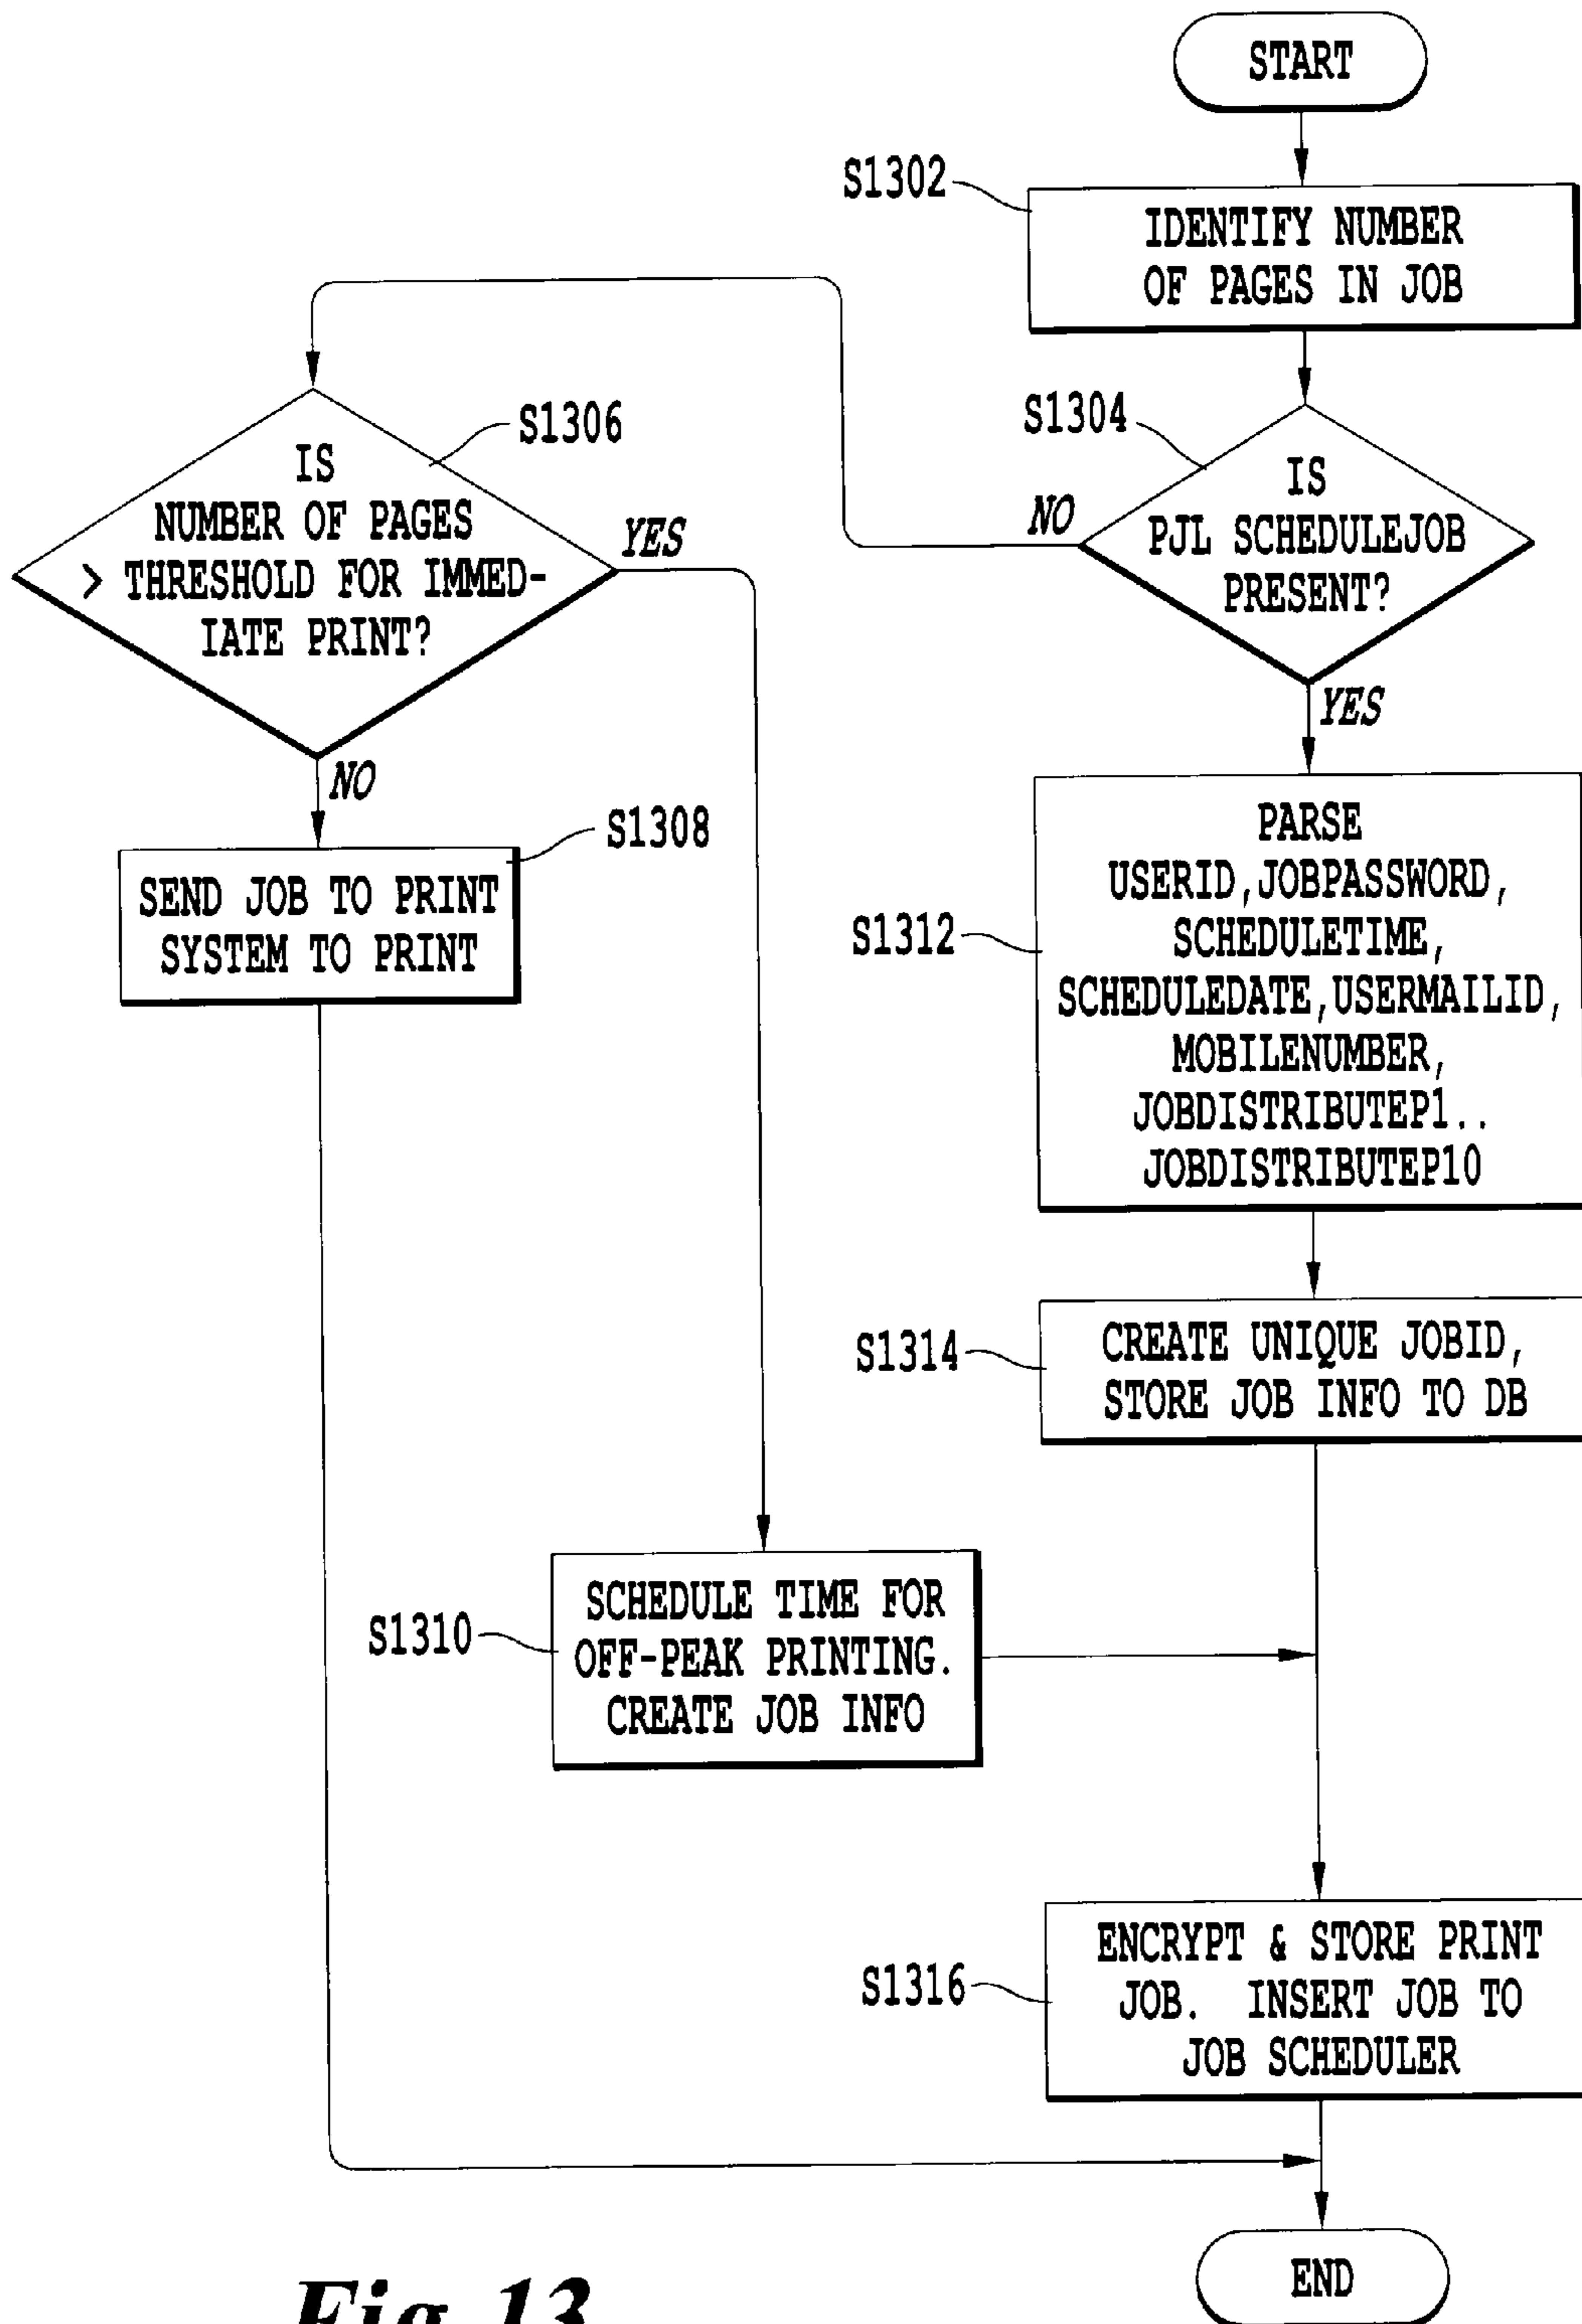 START
S1302
IDENTIFY NUMBER
OF PAGES IN JOB
S1304
IS
PJL SCHEDULEJOB
PRESENT?
NO
YES
S1306
IS
NUMBER OF PAGES
> THRESHOLD FOR IMMED-
IATE PRINT?
YES
NO
S1308
SEND JOB TO PRINT
SYSTEM TO PRINT
S1312
PARSE
USERID,JOBPASSWORD,
SCHEDULETIME,
SCHEDULEDATE,USERMAILID,
MOBILENUMBER,
JOBDISTRIBUTEP1..
JOBDISTRIBUTEP10
S1314
CREATE UNIQUE JOBID,
STORE JOB INFO TO DB
S1310
SCHEDULE TIME FOR
OFF-PEAK PRINTING.
CREATE JOB INFO
S1316
ENCRYPT & STORE PRINT
JOB. INSERT JOB TO
JOB SCHEDULER
END
Fig. 13